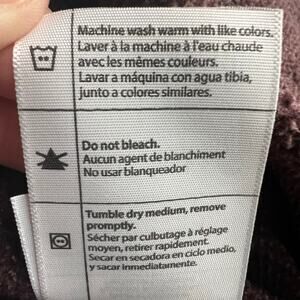 Machine wash warm with like colors.
Laver à la machine à l'eau chaude
avec les mêmes couleurs.
Lavar a máquina con agua tibia,
junto a colores similares.
Do not bleach.
Aucun agent de blanchiment
No usar blanqueador
Tumble dry medium, remove
promptly.
Sécher par culbutage à réglage
moyen, retirer rapidement.
Secar en secadora en ciclo medio,
y sacar inmediatamente.